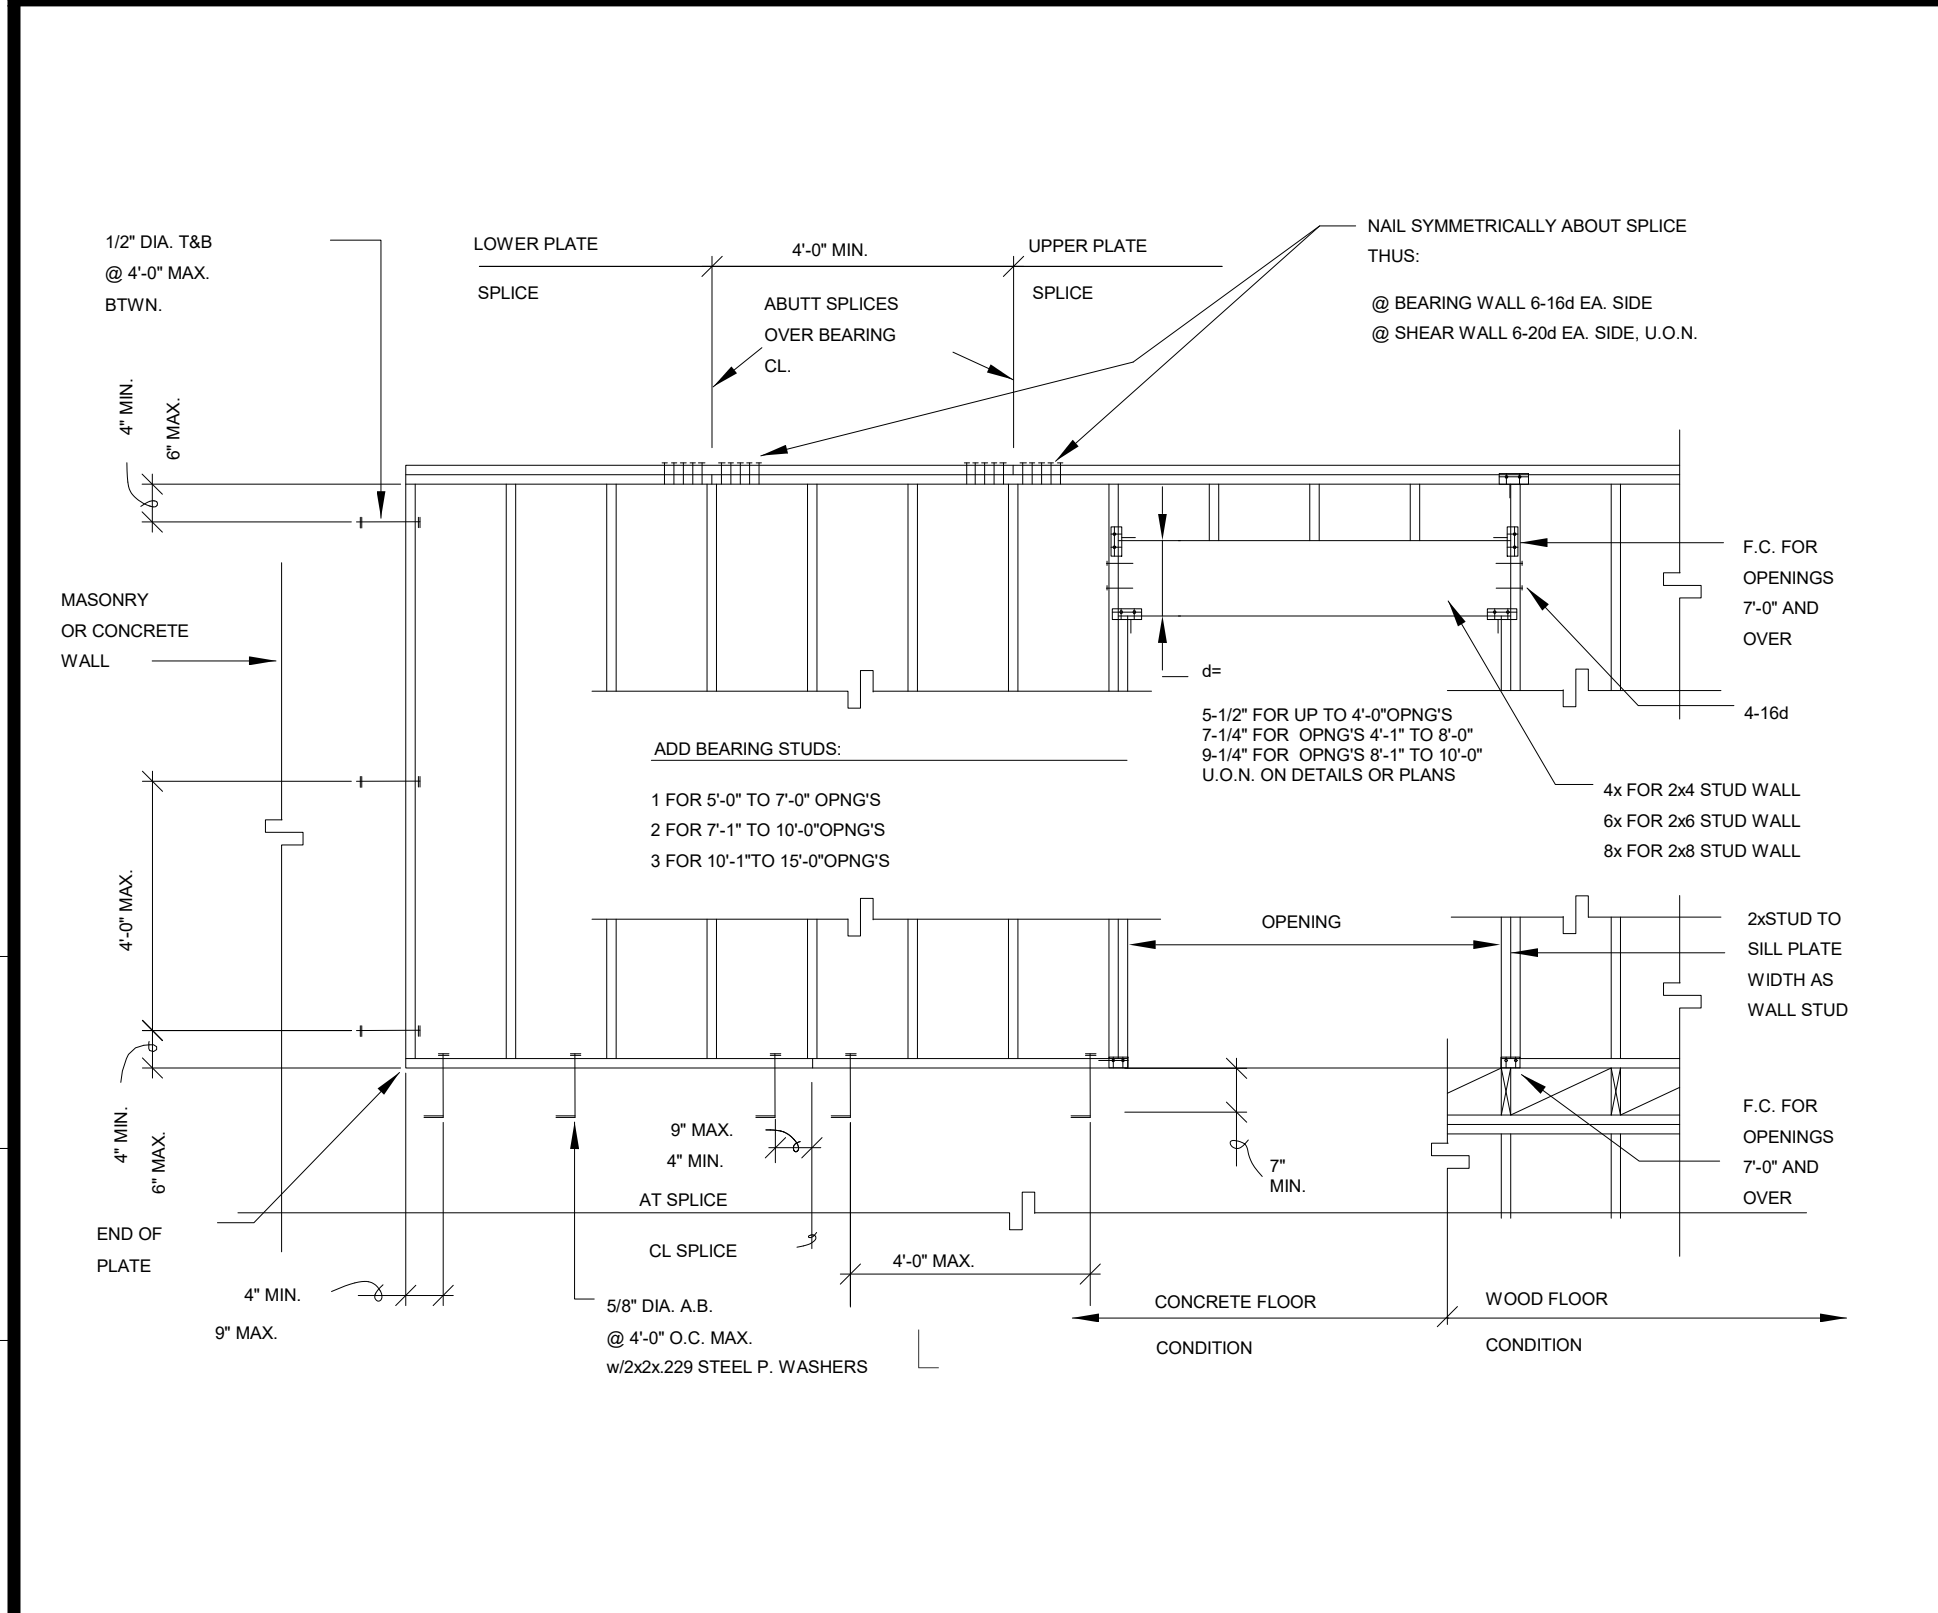 1/2" DIA. T&B
@ 4'-0" MAX.
BTWN.
LOWER PLATE
SPLICE
4'-0" MIN.
UPPER PLATE
SPLICE
ABUTT SPLICES
OVER BEARING
CL.
NAIL SYMMETRICALLY ABOUT SPLICE
THUS:
@ BEARING WALL 6-16d EA. SIDE
@ SHEAR WALL 6-20d EA. SIDE, U.O.N.
4" MIN.
6" MAX.
MASONRY
OR CONCRETE
WALL
F.C. FOR
OPENINGS
7'-0" AND
OVER
4-16d
d=
5-1/2" FOR UP TO 4'-0"OPNG'S
7-1/4" FOR  OPNG'S 4'-1" TO 8'-0"
9-1/4" FOR  OPNG'S 8'-1" TO 10'-0"
U.O.N. ON DETAILS OR PLANS
ADD BEARING STUDS:
1 FOR 5'-0" TO 7'-0" OPNG'S
2 FOR 7'-1" TO 10'-0"OPNG'S
3 FOR 10'-1"TO 15'-0"OPNG'S
4x FOR 2x4 STUD WALL
6x FOR 2x6 STUD WALL
8x FOR 2x8 STUD WALL
4'-0" MAX.
OPENING
2xSTUD TO
SILL PLATE
WIDTH AS
WALL STUD
4" MIN.
6" MAX.
9" MAX.
4" MIN.
AT SPLICE
CL SPLICE
7"
MIN.
F.C. FOR
OPENINGS
7'-0" AND
OVER
END OF
PLATE
4" MIN.
9" MAX.
4'-0" MAX.
5/8" DIA. A.B.
@ 4'-0" O.C. MAX.
w/2x2x.229 STEEL P. WASHERS
CONCRETE FLOOR
CONDITION
WOOD FLOOR
CONDITION